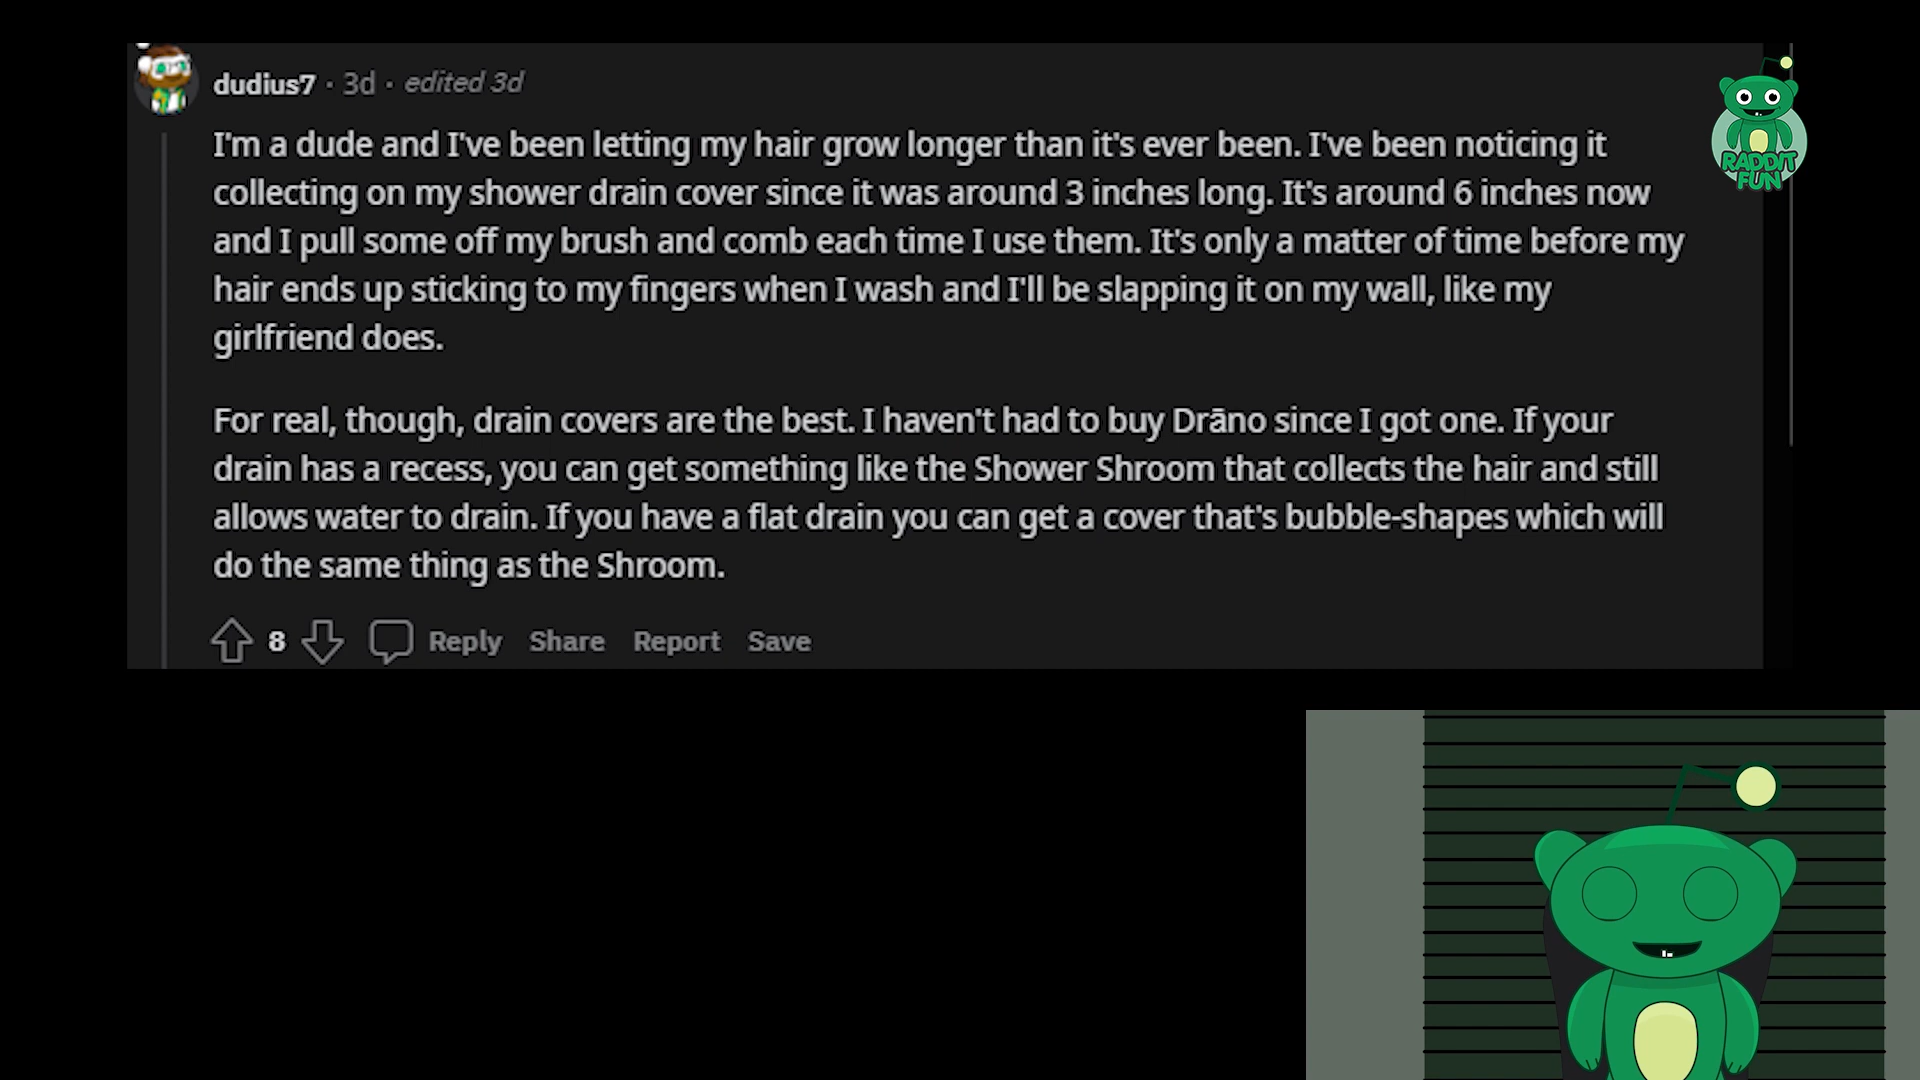 dudius7 · 3d · edited 3d
I'm a dude and I've been letting my hair grow longer than it's ever been. I've been noticing it
collecting on my shower drain cover since it was around 3 inches long. It's around 6 inches now
and I pull some off my brush and comb each time I use them. It's only a matter of time before my
hair ends up sticking to my fingers when I wash and I'll be slapping it on my wall, like my
girlfriend does.
For real, though, drain covers are the best. I haven't had to buy Drāno since I got one. If your
drain has a recess, you can get something like the Shower Shroom that collects the hair and still
allows water to drain. If you have a flat drain you can get a cover that's bubble-shapes which will
do the same thing as the Shroom.
8 Reply Share Report Save
RADDIT
FUN